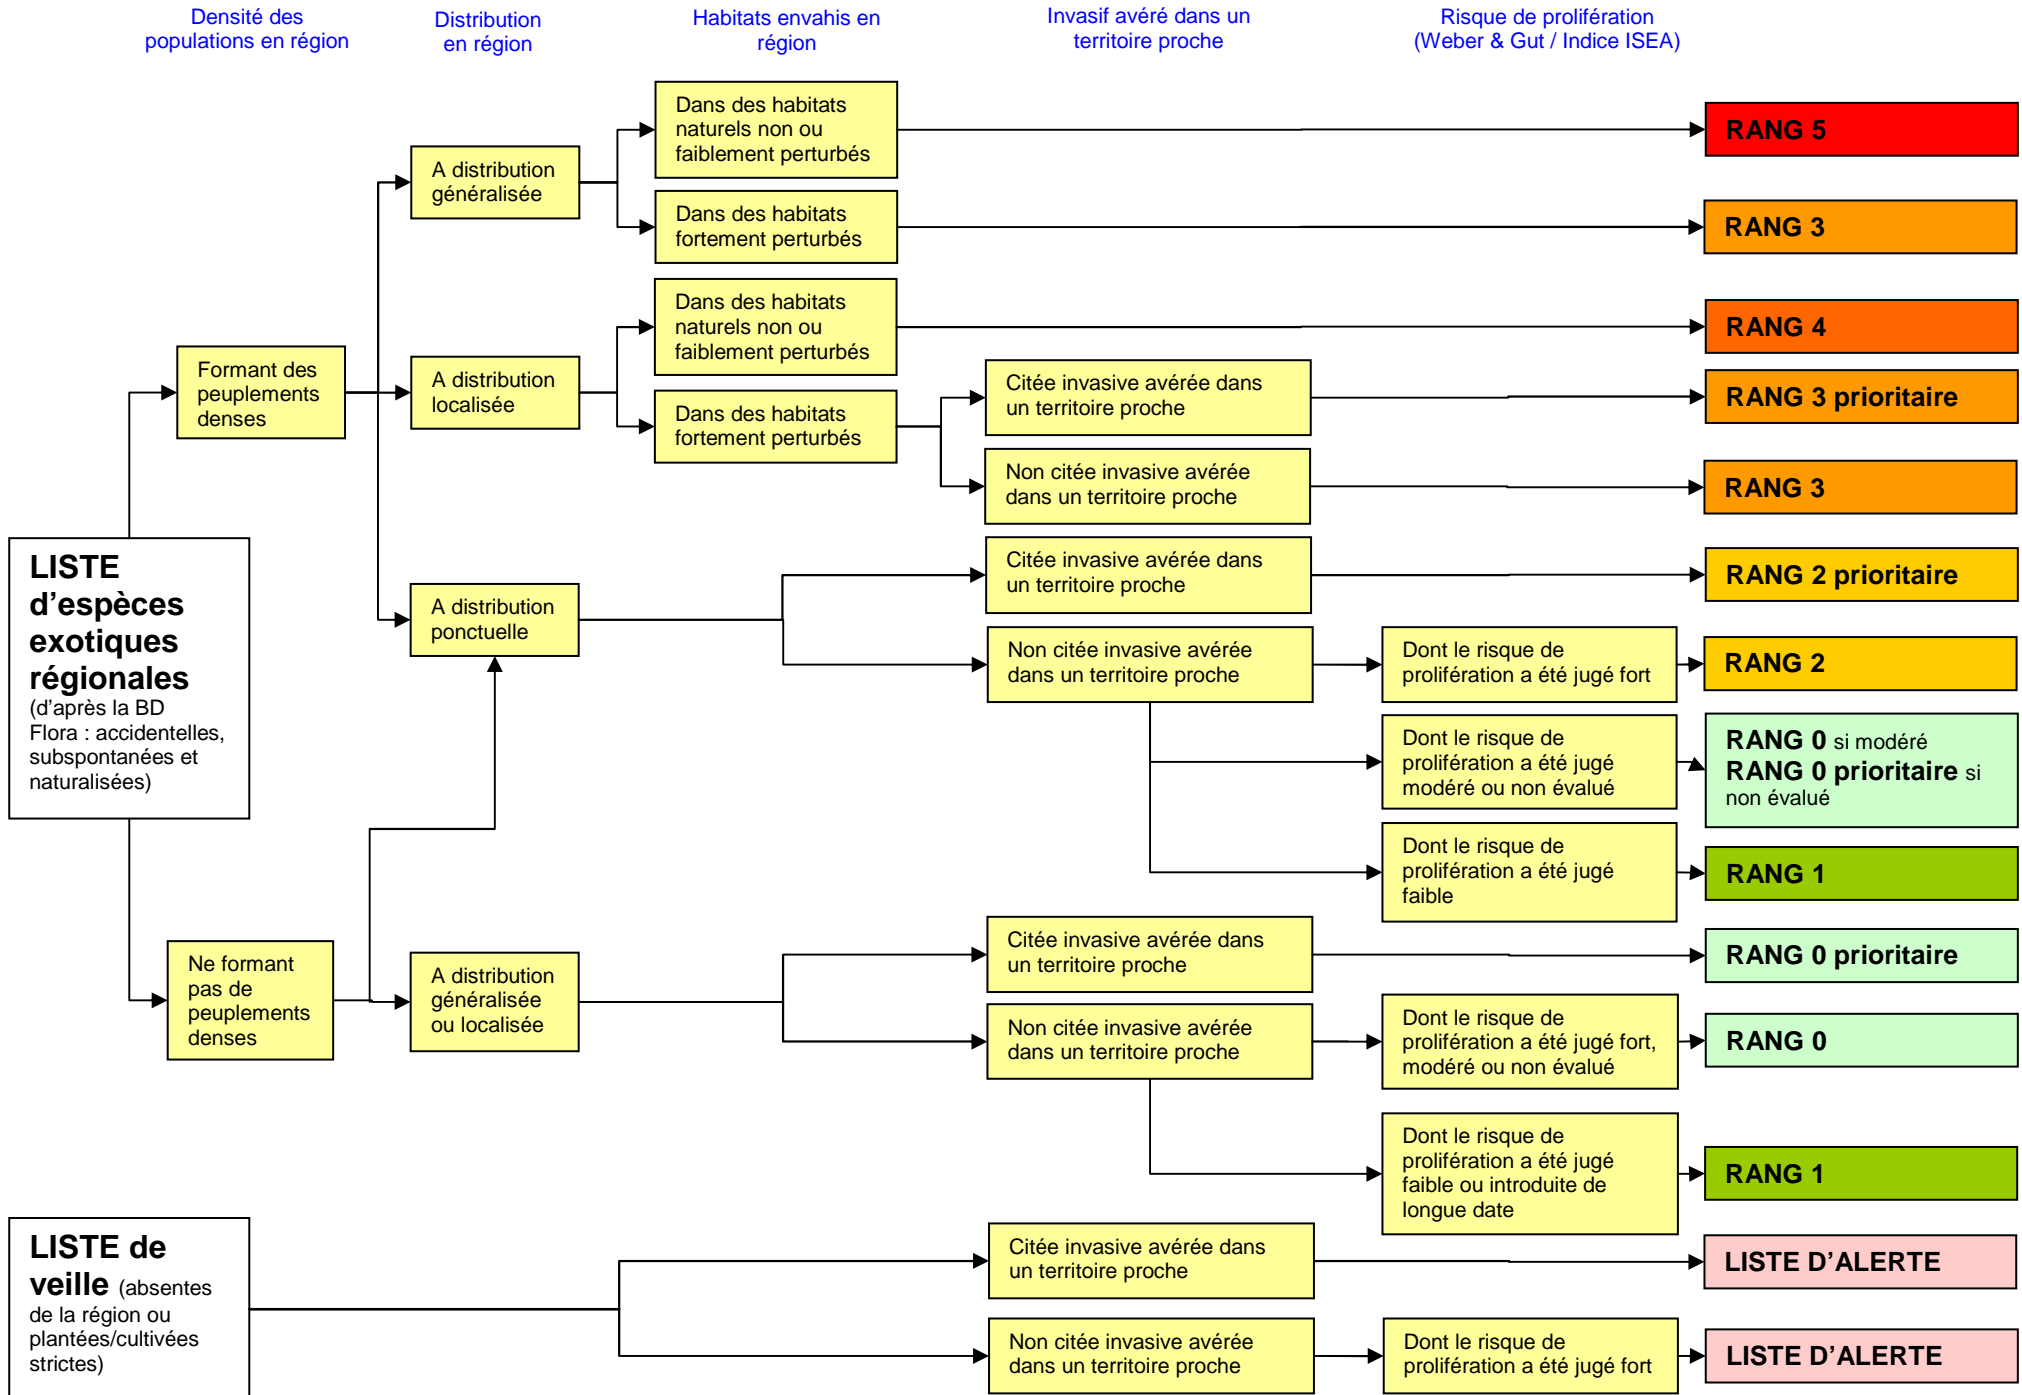 Densité des
populations en région
Distribution
en région
Habitats envahis en
région
Invasif avéré dans un
territoire proche
Risque de prolifération
(Weber & Gut / Indice ISEA)
LISTE
d'espèces
exotiques
régionales
(d'après la BD
Flora : accidentelles,
subspontanées et
naturalisées)
Formant des
peuplements
denses
A distribution
généralisée
Dans des habitats
naturels non ou
faiblement perturbés
RANG 5
Dans des habitats
fortement perturbés
RANG 3
A distribution
localisée
Dans des habitats
naturels non ou
faiblement perturbés
RANG 4
Dans des habitats
fortement perturbés
Citée invasive avérée dans
un territoire proche
RANG 3 prioritaire
Non citée invasive avérée
dans un territoire proche
RANG 3
A distribution
ponctuelle
Citée invasive avérée dans
un territoire proche
RANG 2 prioritaire
Non citée invasive avérée
dans un territoire proche
Dont le risque de
prolifération a été jugé fort
RANG 2
Dont le risque de
prolifération a été jugé
modéré ou non évalué
RANG 0 si modéré
RANG 0 prioritaire si
non évalué
Dont le risque de
prolifération a été jugé
faible
RANG 1
Ne formant
pas de
peuplements
denses
A distribution
généralisée
ou localisée
Citée invasive avérée dans
un territoire proche
RANG 0 prioritaire
Non citée invasive avérée
dans un territoire proche
Dont le risque de
prolifération a été jugé fort,
modéré ou non évalué
RANG 0
Dont le risque de
prolifération a été jugé
faible ou introduite de
longue date
RANG 1
LISTE de
veille (absentes
de la région ou
plantées/cultivées
strictes)
Citée invasive avérée dans
un territoire proche
LISTE D'ALERTE
Non citée invasive avérée
dans un territoire proche
Dont le risque de
prolifération a été jugé fort
LISTE D'ALERTE